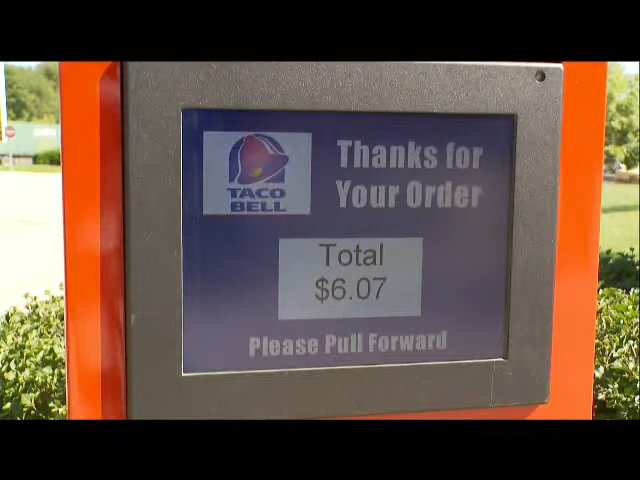 TACO
BELL
Thanks for
Your Order
Total
$6.07
Please Pull Forward